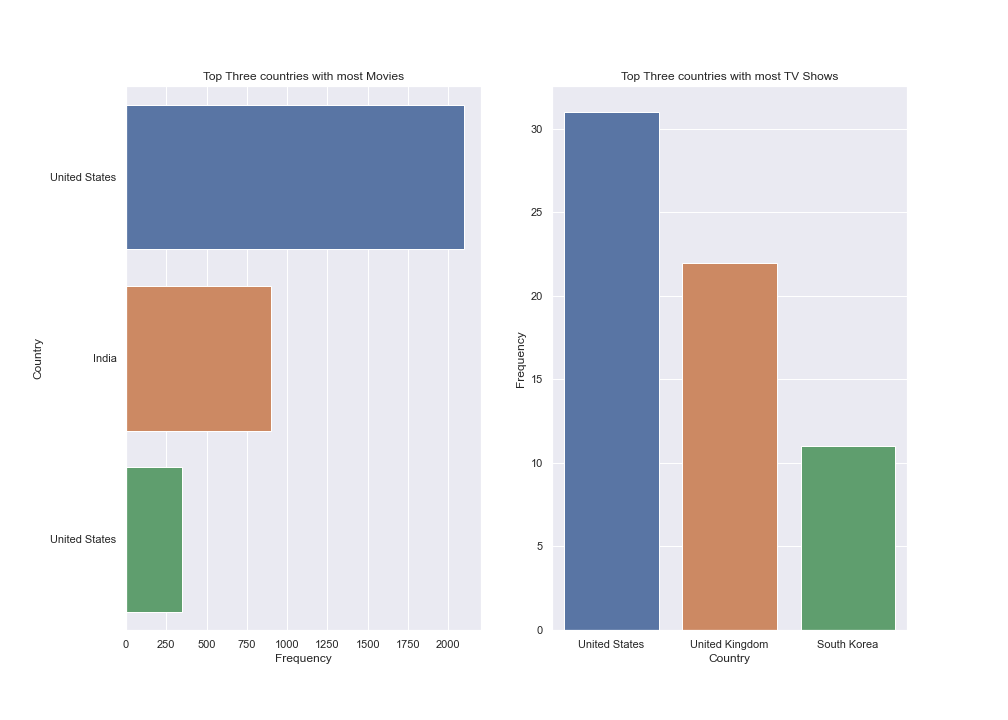 Top Three countries with most Movies
Country
United States
India
United States
0 250 500 750 1000 1250 1500 1750 2000
Frequency
Top Three countries with most TV Shows
Frequency
30
25
20
15
10
5
0
United States United Kingdom South Korea
Country